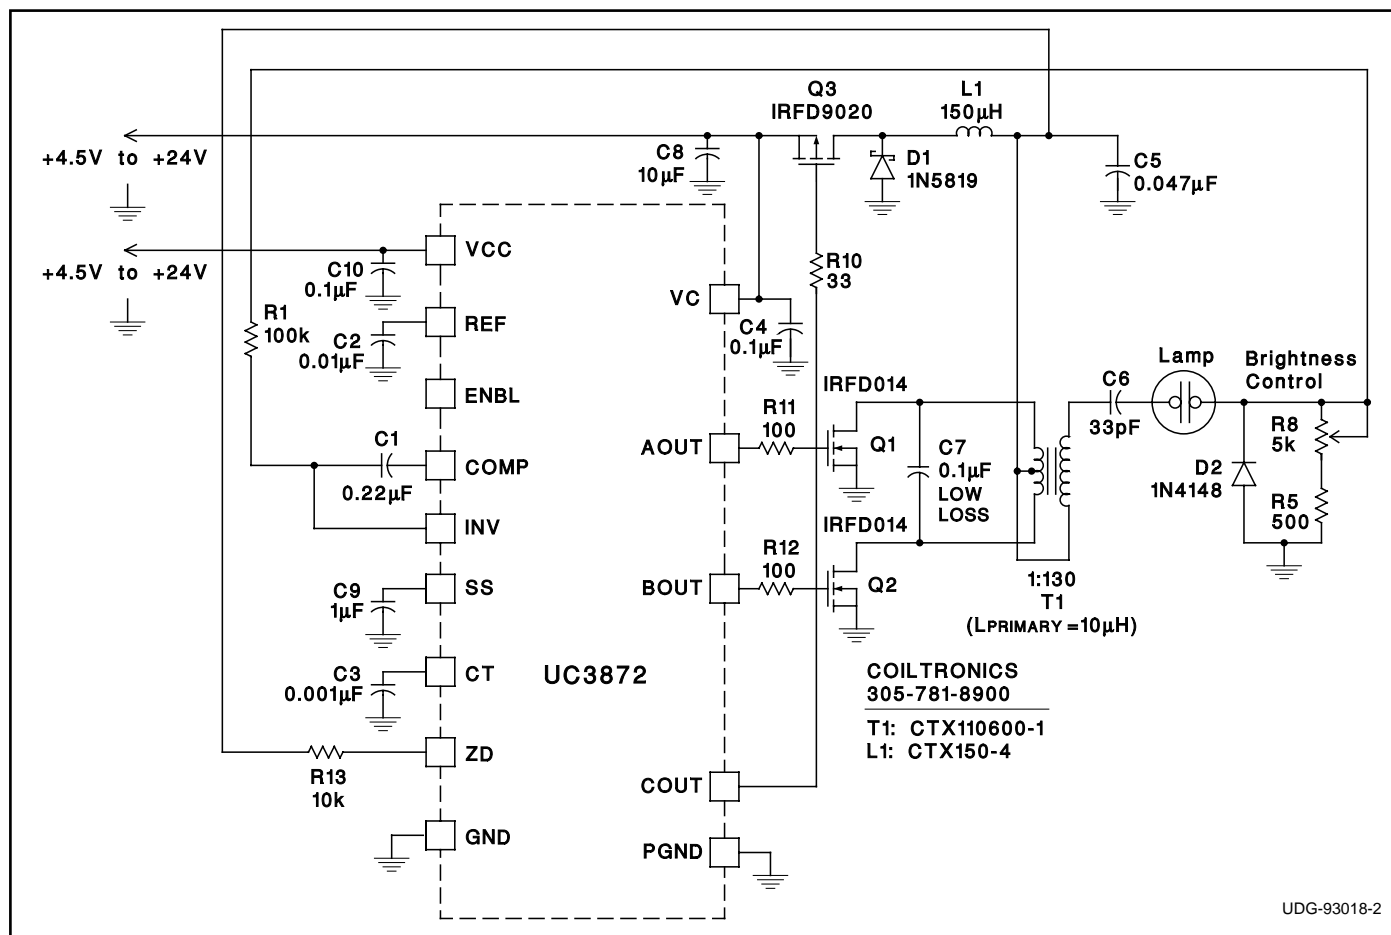 Q3
IRFD9020
L1
150µH
+4.5V to +24V
C8
10µF
D1
1N5819
C5
0.047µF
+4.5V to +24V
C10
0.1µF
VCC
R10
33
R1
100k
C2
0.01µF
REF
VC
C4
0.1µF
ENBL
IRFD014
Lamp
Brightness
Control
C6
33pF
C1
0.22µF
COMP
AOUT
R11
100
Q1
C7
0.1µF
LOW
LOSS
R8
5k
D2
1N4148
R5
500
INV
IRFD014
C9
1µF
SS
BOUT
R12
100
Q2
1:130
T1
(LPRIMARY =10µH)
C3
0.001µF
CT
UC3872
COILTRONICS
305-781-8900
T1: CTX110600-1
L1: CTX150-4
ZD
R13
10k
COUT
GND
PGND
UDG-93018-2